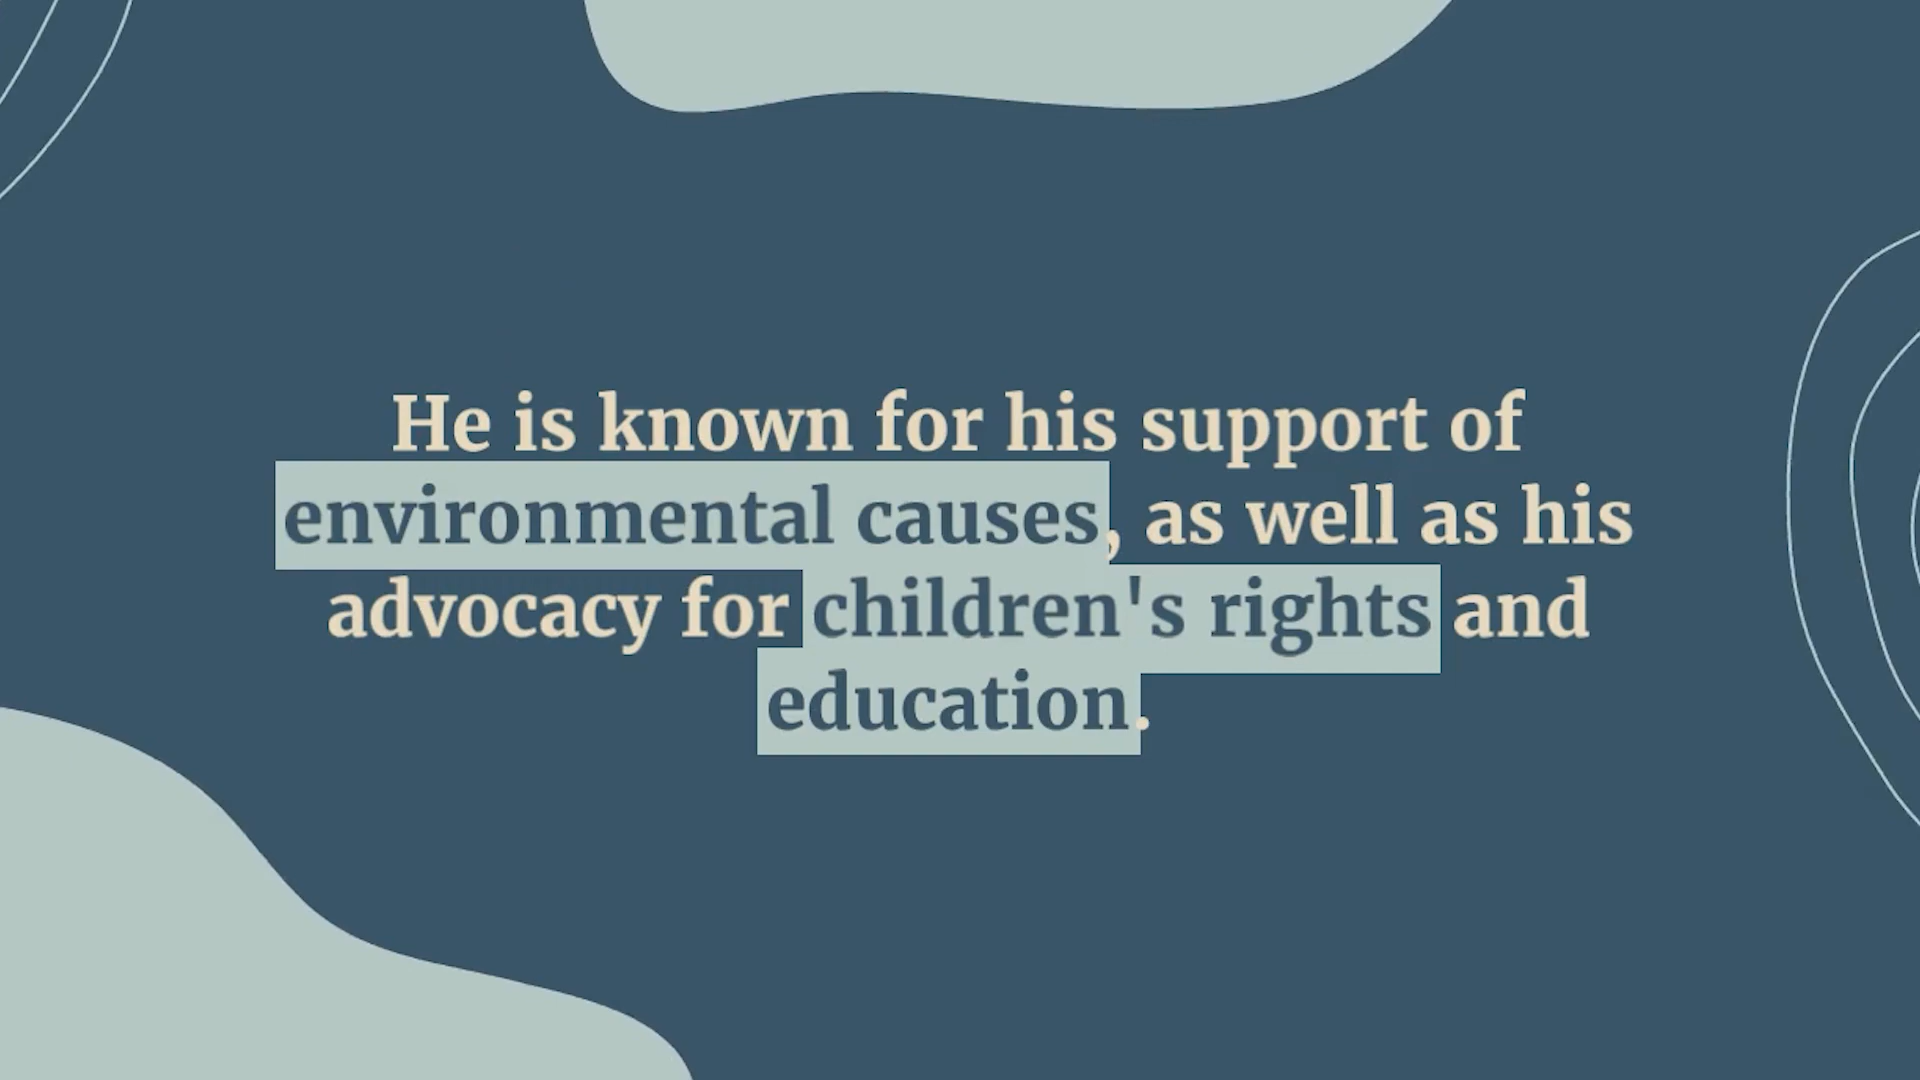 He is known for his support of
environmental causes, as well as his
advocacy for children's rights and
education.